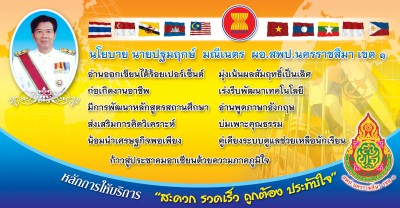 นโยบาย นายปฐมฤกษ์ มณีเนตร ผอ.สพป.นครราชสีมา เขต ๑
อ่านออกเขียนได้ร้อยเปอร์เซ็นต์ มุ่งเน้นผลสัมฤทธิ์เป็นเลิศ
ก่อเกิดงานอาชีพ เร่งรีบพัฒนาเทคโนโลยี
มีการพัฒนาหลักสูตรสถานศึกษา อ่านพูดภาษาอังกฤษ
ส่งเสริมการคิดวิเคราะห์ บ่มเพาะคุณธรรม
น้อมนำเศรษฐกิจพอเพียง คู่เคียงระบบดูแลช่วยเหลือนักเรียน
ก้าวสู่ประชาคมอาเซียนด้วยความภาคภูมิใจ
หลักการให้บริการ "สะดวก รวดเร็ว ถูกต้อง ประทับใจ"